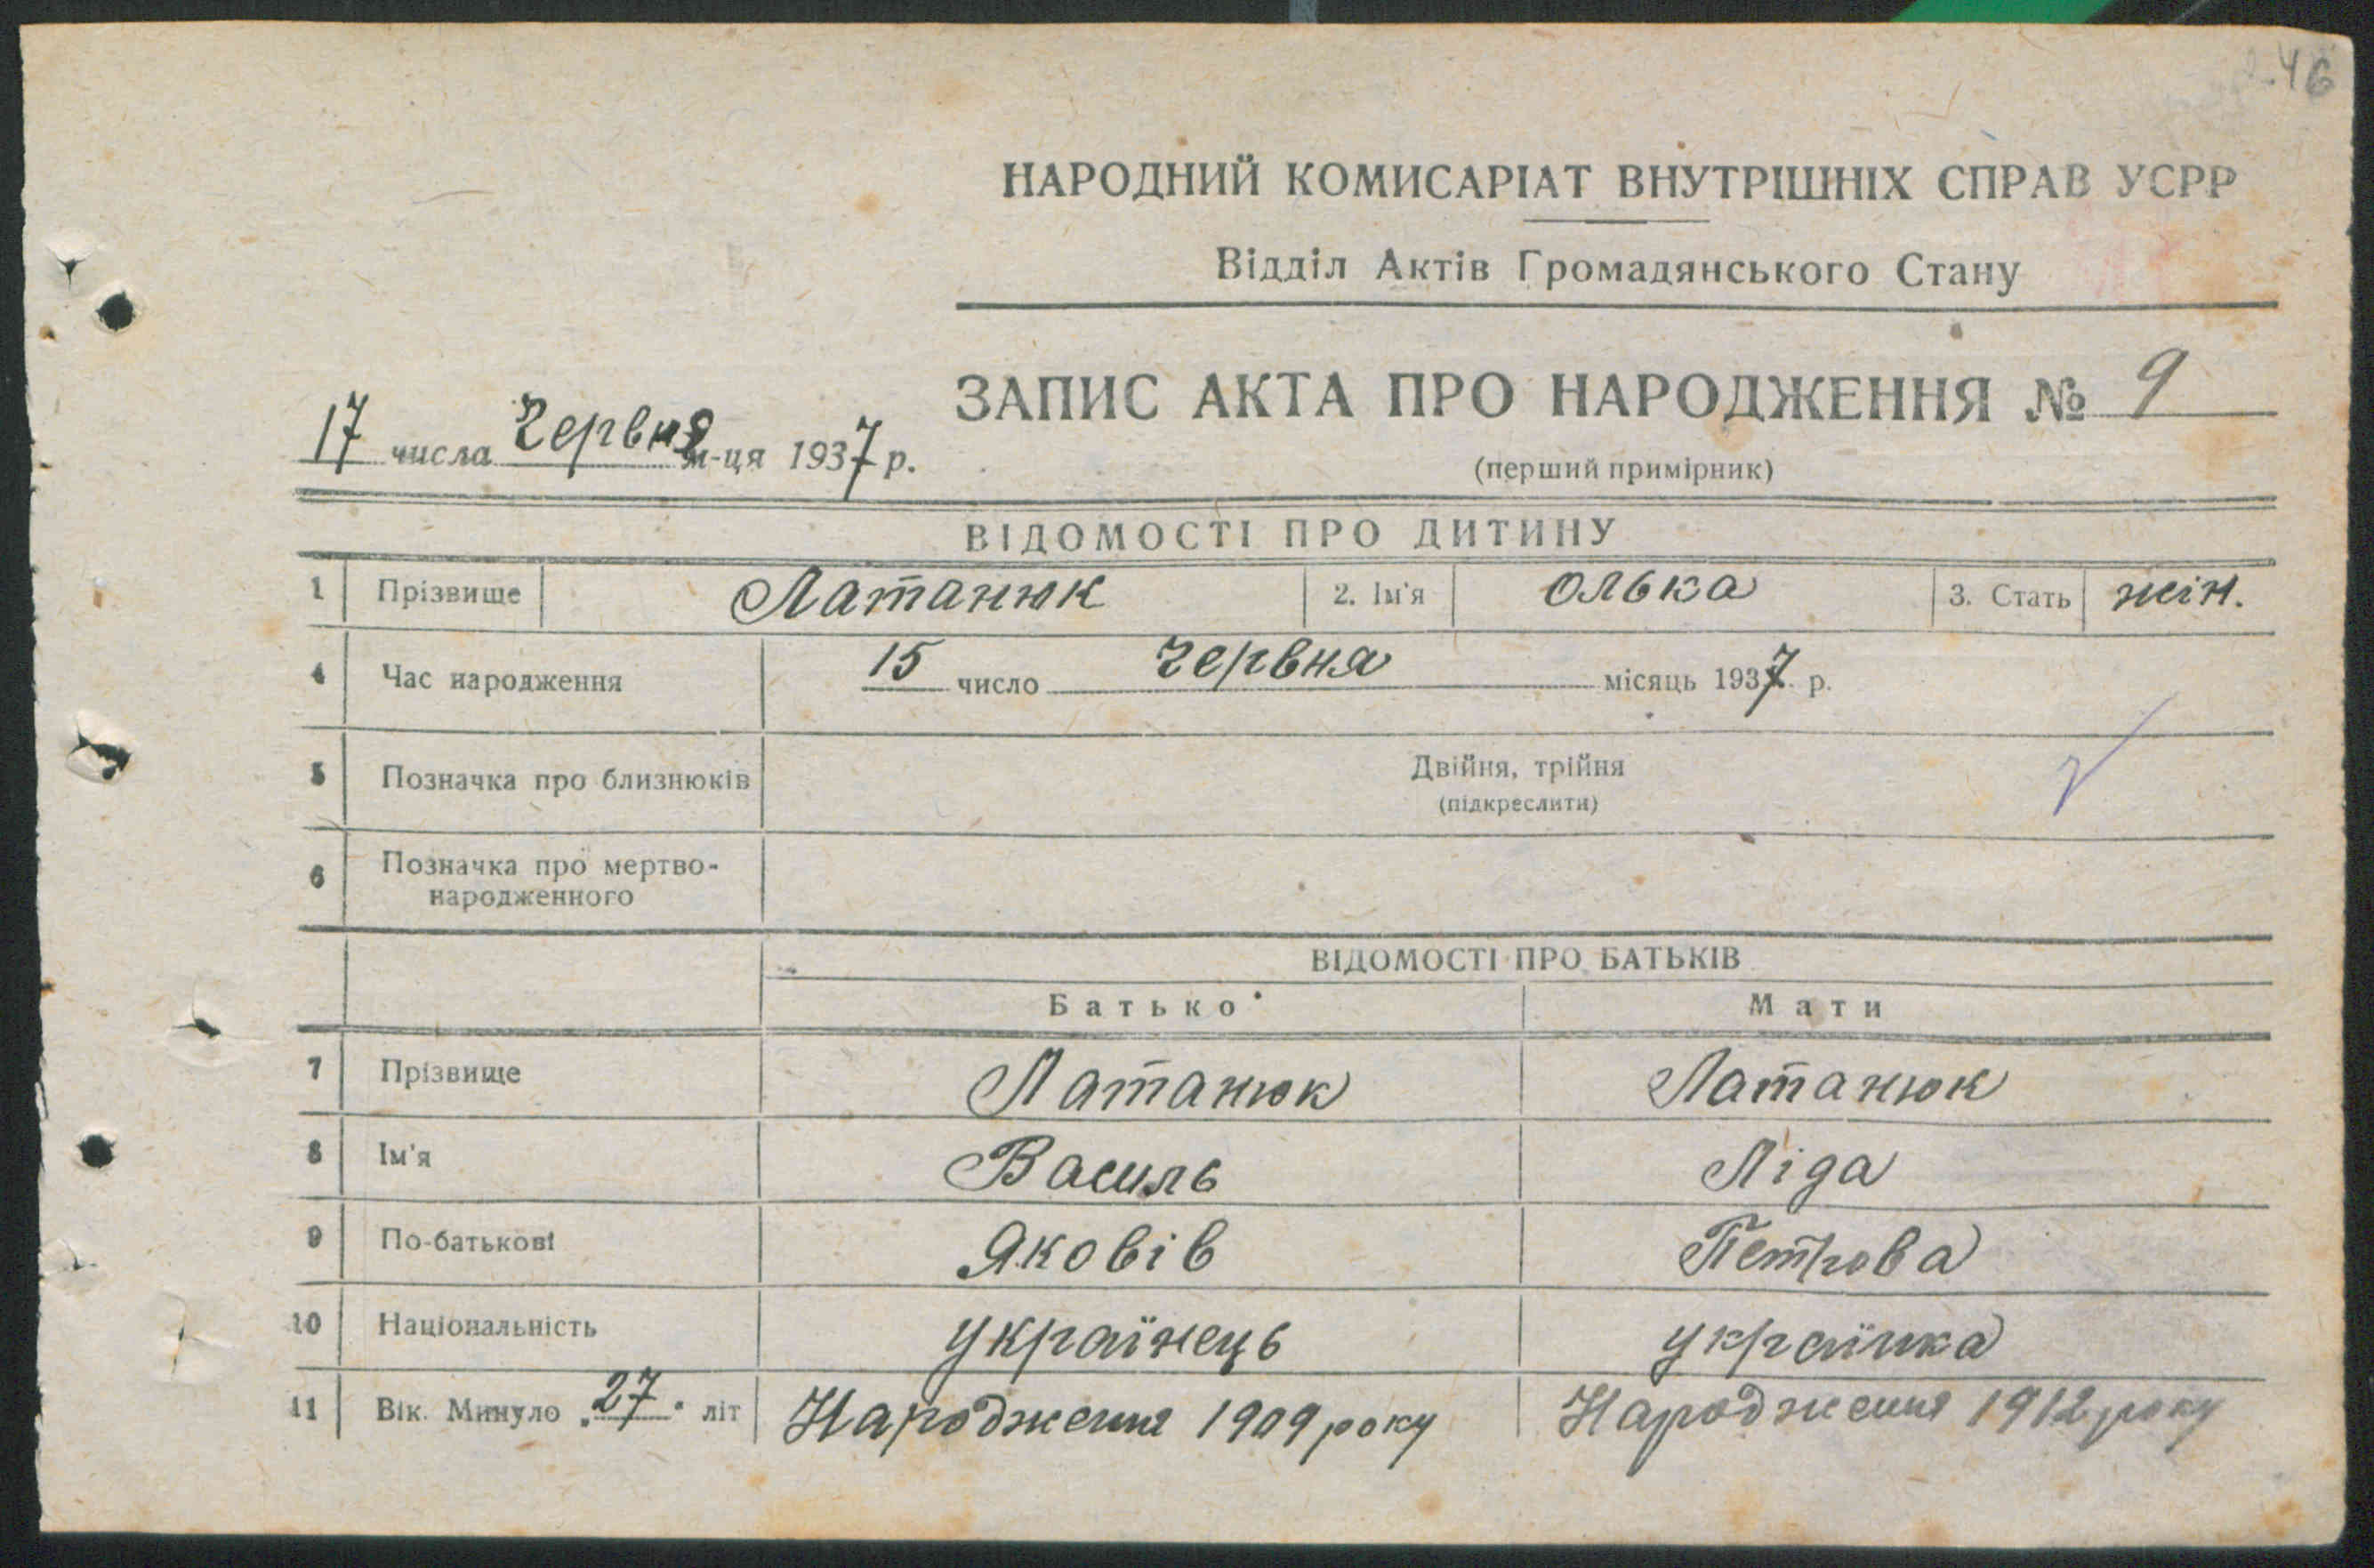 46
НАРОДНИЙ КОМИСАРІАТ ВНУТРІШНІХ СПРАВ УСРР
Відділ Актів Громадянського Стану
ЗАПИС АКТА ПРО НАРОДЖЕННЯ № 9
17 числа Червня м-ця 1937 р.
(перший примірник)
ВІДОМОСТІ ПРО ДИТИНУ
1 Прізвище Латанюк 2. Ім'я Олька 3. Стать жін.
4 Час народження 15 число Червня місяць 1937 р.
5 Позначка про близнюків Двійня, трійня
(підкреслити)
6 Позначка про мертво-
народженного
ВІДОМОСТІ ПРО БАТЬКІВ
Батько Мати
7 Прізвище Латанюк Латанюк
8 Ім'я Василь Ліда
9 По-батькові Яковів Петрова
10 Національність Українець Українка
11 Вік. Минуло 27 літ Народження 1909 року Народження 1912 року